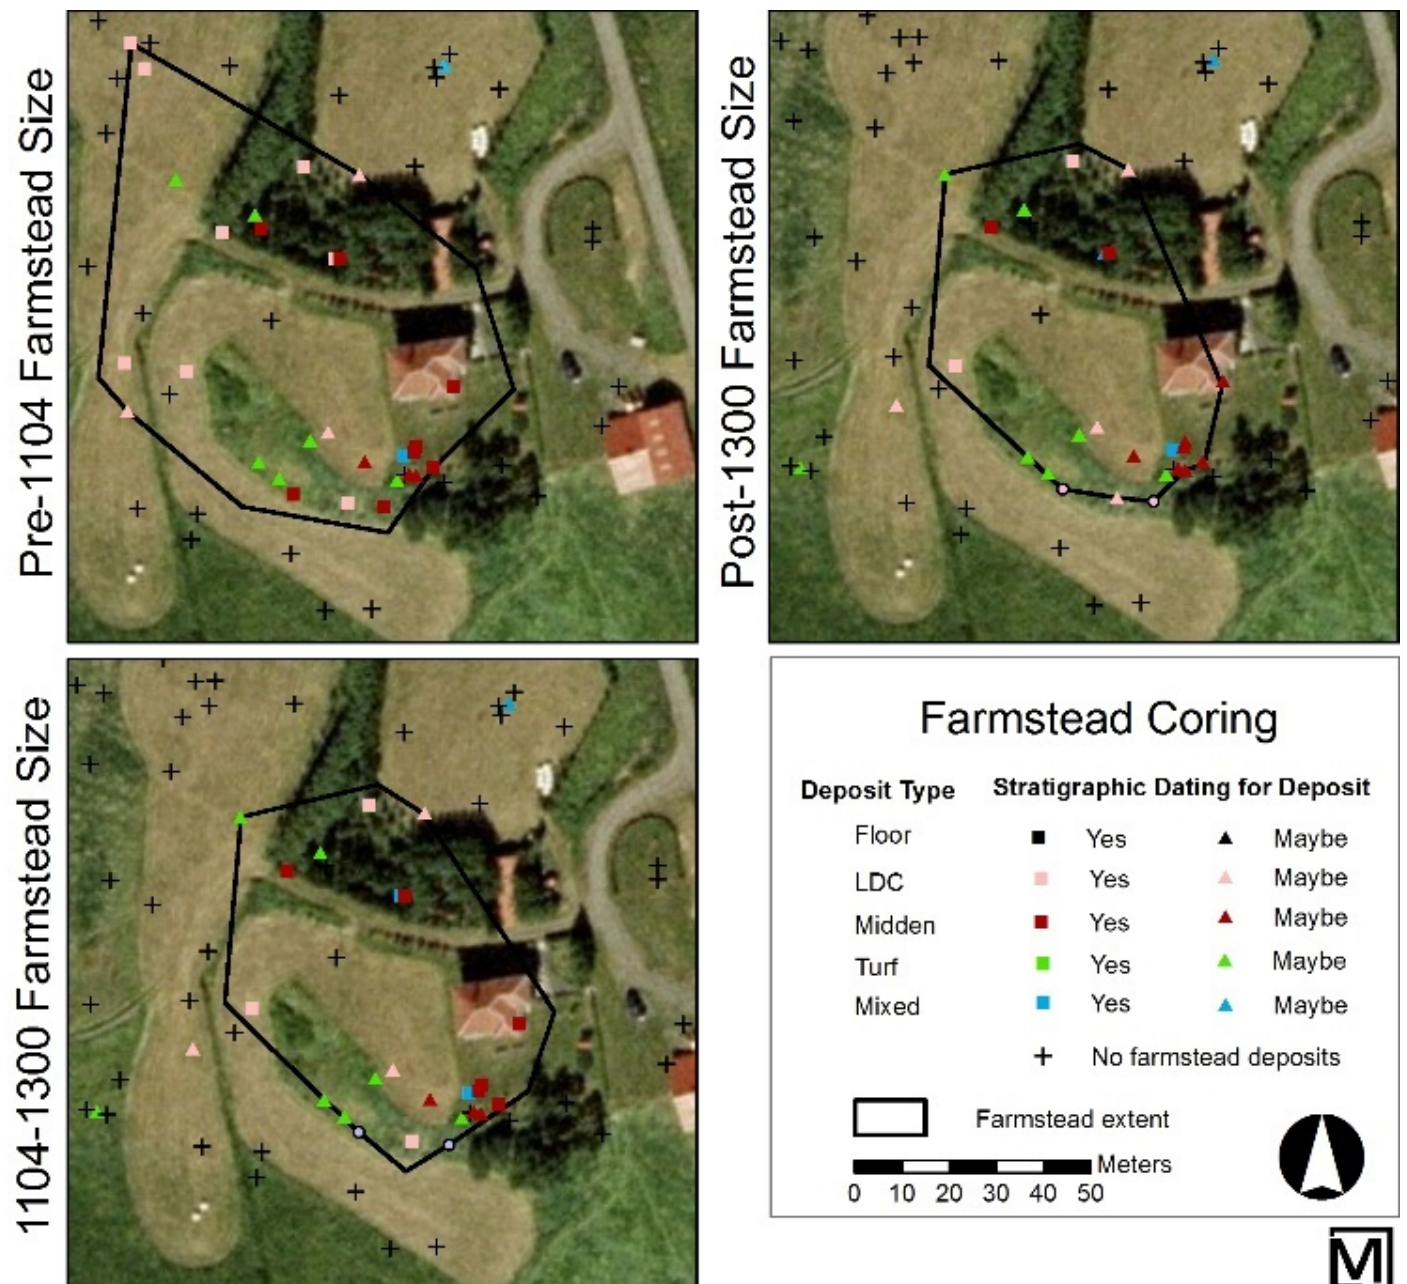 Pre-1104 Farmstead Size
Post-1300 Farmstead Size
1104-1300 Farmstead Size
Farmstead Coring
Deposit Type Stratigraphic Dating for Deposit
Floor Yes Maybe
LDC Yes Maybe
Midden Yes Maybe
Turf Yes Maybe
Mixed Yes Maybe
No farmstead deposits
Farmstead extent
Meters
0 10 20 30 40 50
M